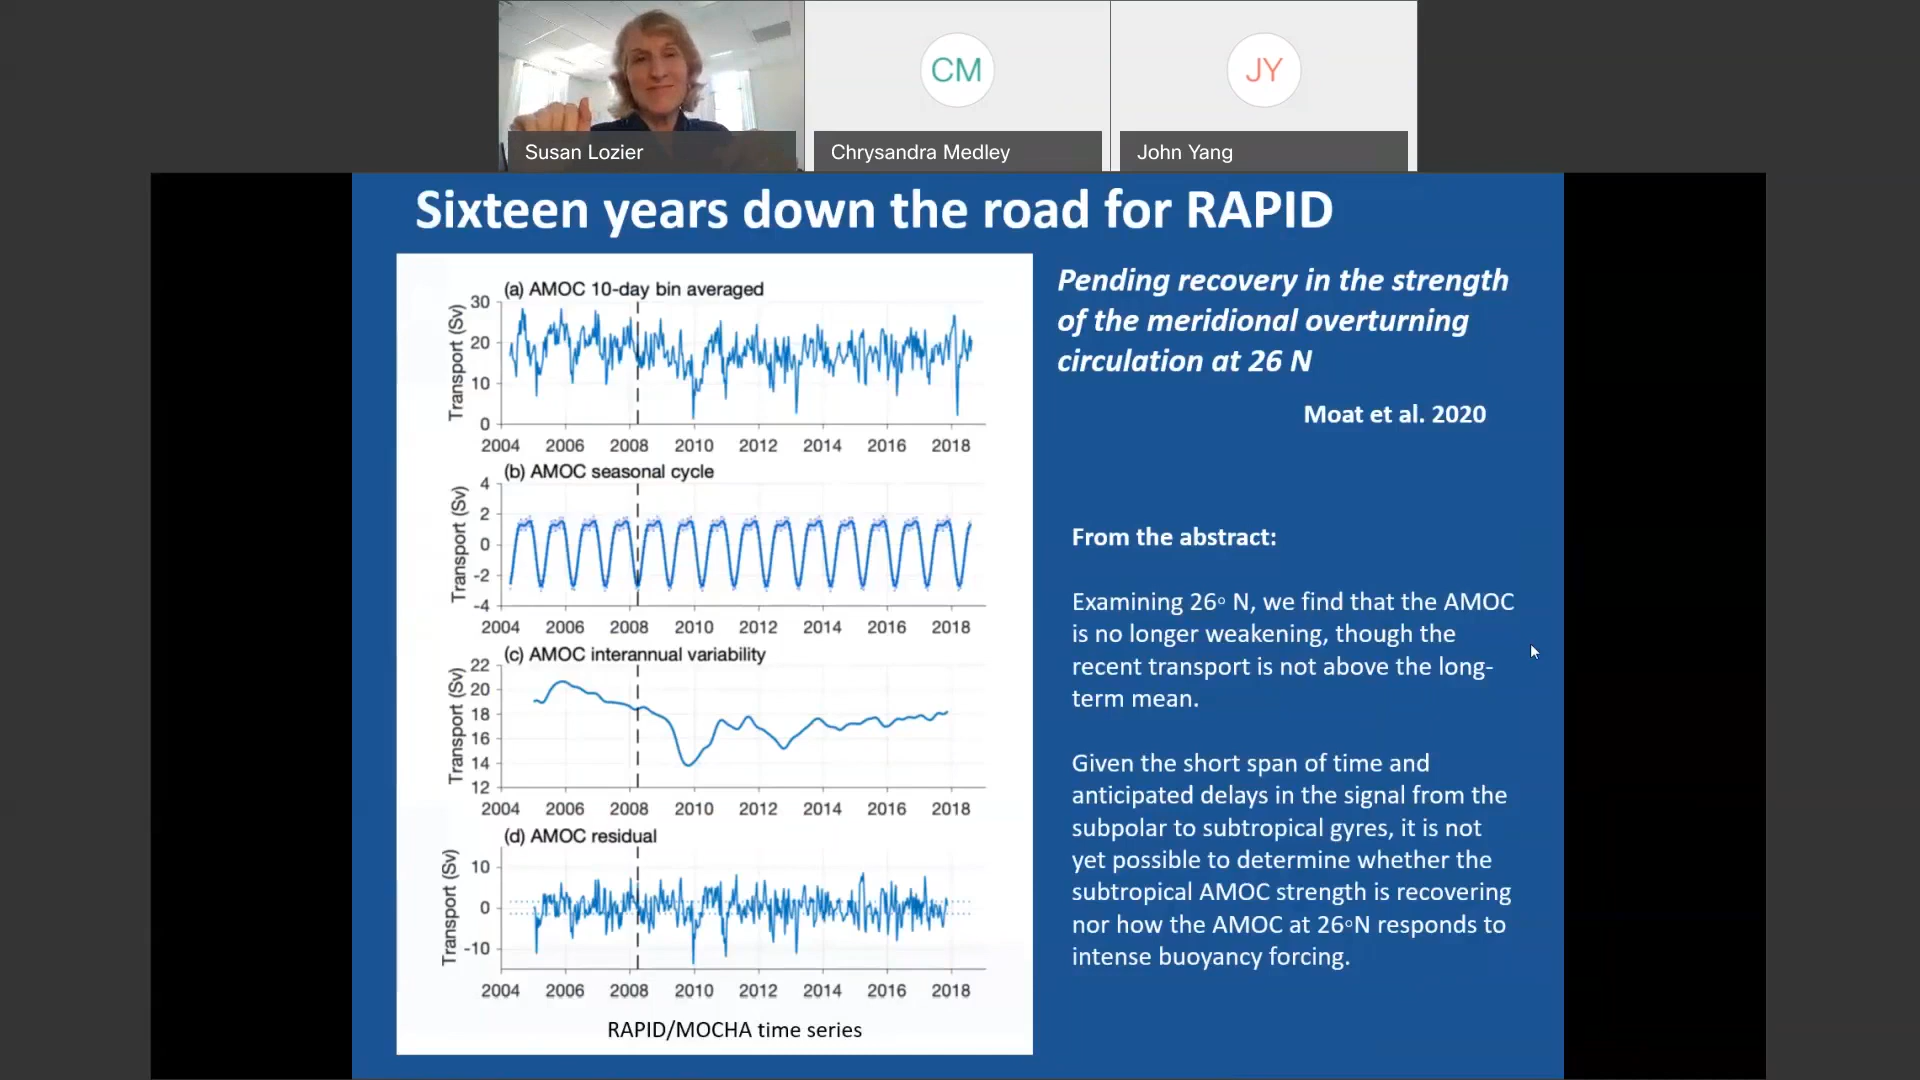 CM
JY
Susan Lozier
Chrysandra Medley
John Yang
Sixteen years down the road for RAPID
(a) AMOC 10-day bin averaged
Transport (Sv)
30
20
10
0
2004 2006 2008 2010 2012 2014 2016 2018
(b) AMOC seasonal cycle
Transport (Sv)
4
2
0
-2
-4
2004 2006 2008 2010 2012 2014 2016 2018
(c) AMOC interannual variability
Transport (Sv)
22
20
18
16
14
12
2004 2006 2008 2010 2012 2014 2016 2018
(d) AMOC residual
Transport (Sv)
10
0
-10
2004 2006 2008 2010 2012 2014 2016 2018
RAPID/MOCHA time series
Pending recovery in the strength
of the meridional overturning
circulation at 26 N
Moat et al. 2020
From the abstract:
Examining 26◦ N, we find that the AMOC
is no longer weakening, though the
recent transport is not above the long-
term mean.
Given the short span of time and
anticipated delays in the signal from the
subpolar to subtropical gyres, it is not
yet possible to determine whether the
subtropical AMOC strength is recovering
nor how the AMOC at 26◦N responds to
intense buoyancy forcing.